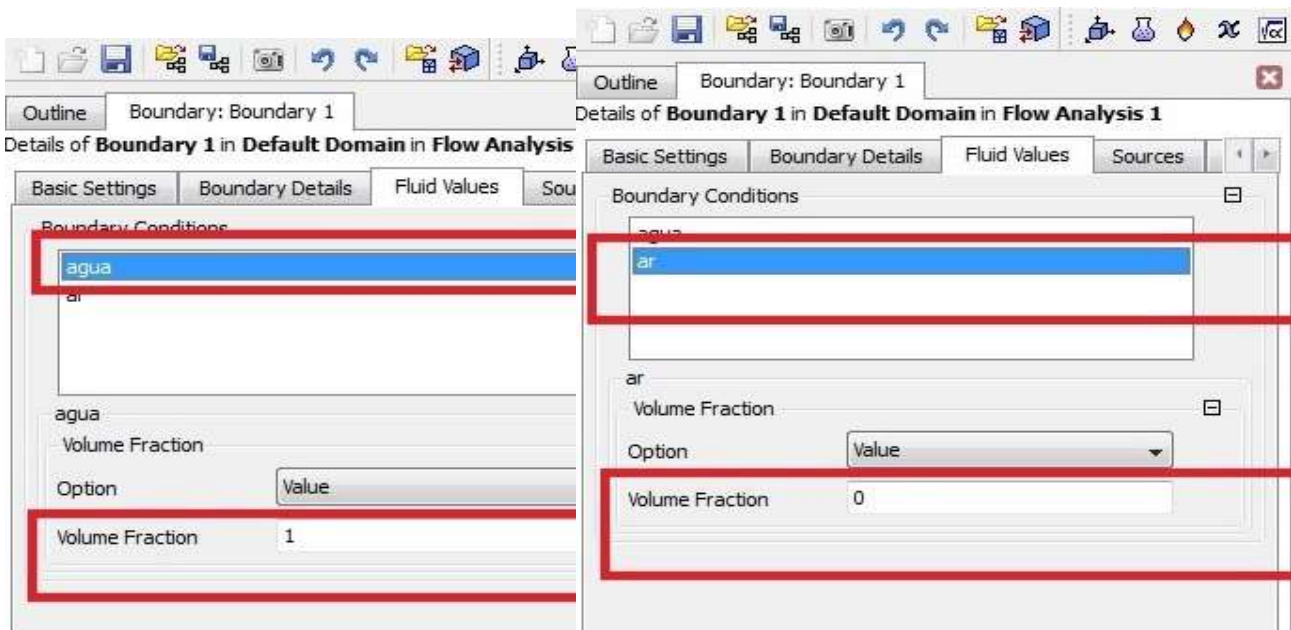 Outline Boundary: Boundary 1
Details of Boundary 1 in Default Domain in Flow Analysis
Basic Settings Boundary Details Fluid Values Sou
Boundary Conditions
agua
ar
agua
Volume Fraction
Option Value
Volume Fraction 1
Outline Boundary: Boundary 1
Details of Boundary 1 in Default Domain in Flow Analysis 1
Basic Settings Boundary Details Fluid Values Sources
Boundary Conditions
agua
ar
ar
Volume Fraction
Option Value
Volume Fraction 0